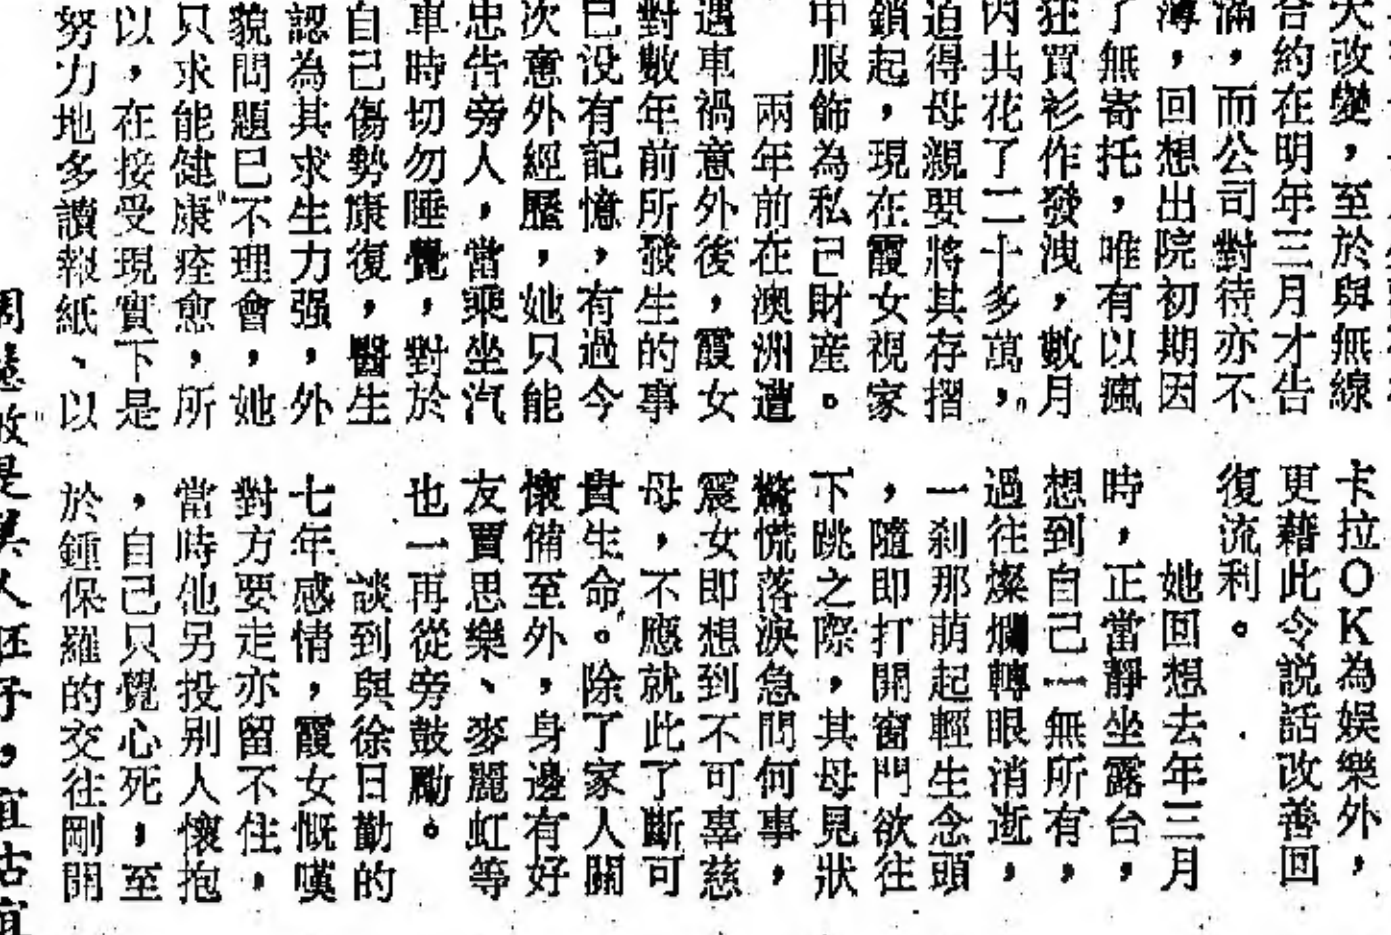 大改變，至於與無線
合約在明年三月才告
滿，而公司對待亦不
薄，回想出院初期因
了無寄托，唯有以瘋
狂買衫作發洩，數月
內共花了二十多萬，
迫得母親要將其存摺
鎖起，現在霞女視家
中服飾為私己財産。
兩年前在澳洲遭
遇車禍意外後，霞女
對數年前所發生的事
已没有記憶，有過今
次意外經歷，她只能
忠告旁人，當乘坐汽
車時切勿睡覺，對於
自己傷勢康復，醫生
認為其求生力强，外
貌問題已不理會，她
只求能健康痊愈，所
以，在接受現實下是
努力地多讀報紙、以
卡拉OK為娛樂外，
更藉此令説話改善回
復流利。
她回想去年三月
時，正當靜坐露台，
想到自己一無所有，
過往燦爛轉眼消逝，
一剎那萌起輕生念頭
，隨即打開窗門欲往
下跳之際，其母見狀
驚慌落淚急問何事，
霞女即想到不可辜慈
母，不應就此了斷可
貴生命。除了家人關
懷備至外，身邊有好
友賈思樂、麥麗虹等
也一再從旁鼓勵。
談到與徐日勤的
七年感情，霞女慨嘆
對方要走亦留不住，
當時他另投别人懷抱
，自己只覺心死，至
於鍾保羅的交往剛開